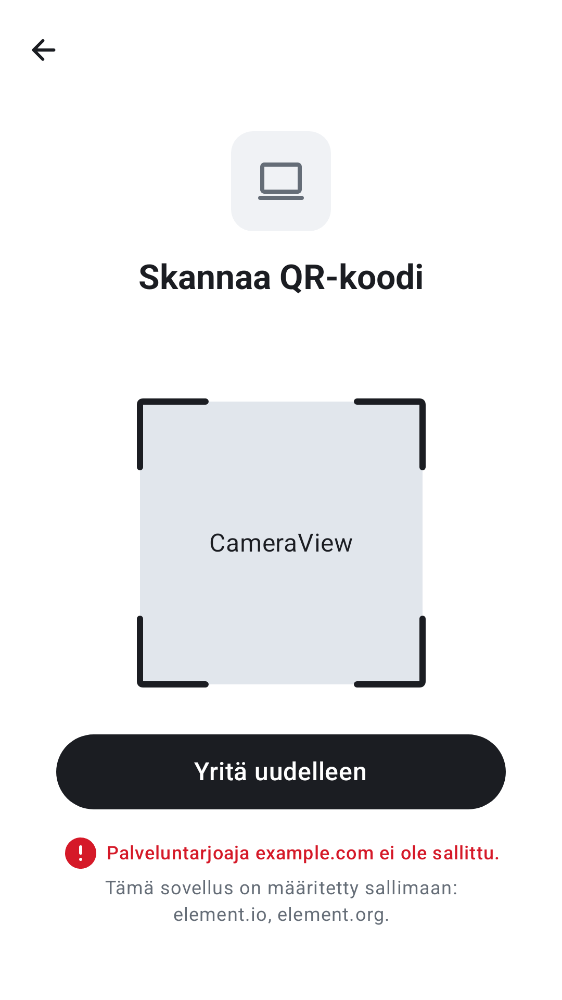 Skannaa QR-koodi
CameraView
Yritä uudelleen
Palveluntarjoaja example.com ei ole sallittu.
Tämä sovellus on määritetty sallimaan:
element.io, element.org.